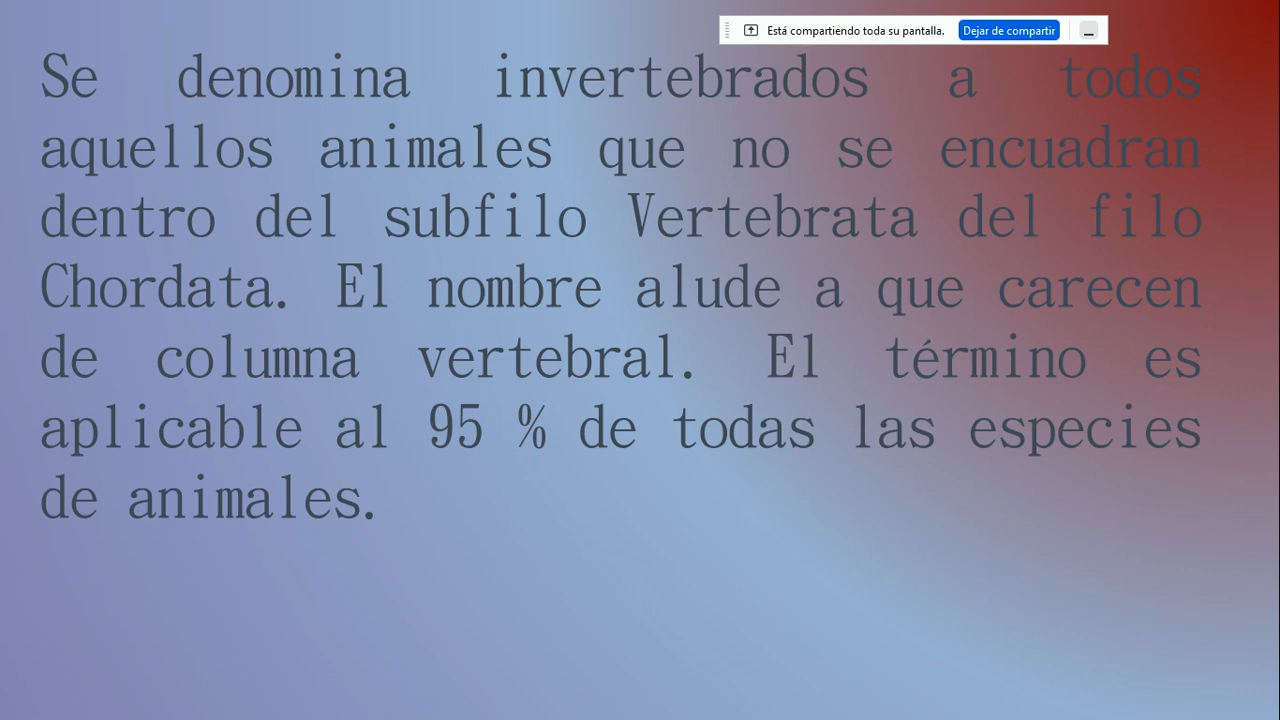 Está compartiendo toda su pantalla. Dejar de compartir
Se denomina invertebrados a todos
aquellos animales que no se encuadran
dentro del subfilo Vertebrata del filo
Chordata. El nombre alude a que carecen
de columna vertebral. El término es
aplicable al 95 % de todas las especies
de animales.